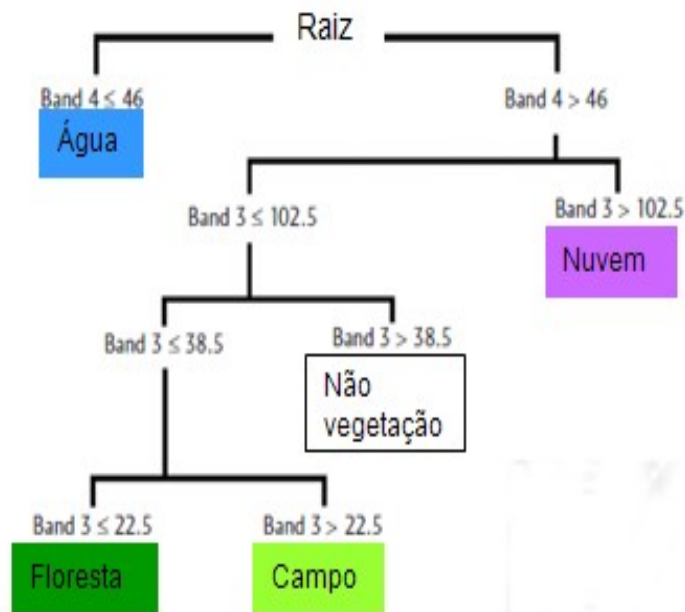 Raiz
Band 4 ≤ 46
Band 4 > 46
Água
Band 3 ≤ 102.5
Band 3 > 102.5
Nuvem
Band 3 ≤ 38.5
Band 3 > 38.5
Não
vegetação
Band 3 ≤ 22.5
Band 3 > 22.5
Floresta
Campo